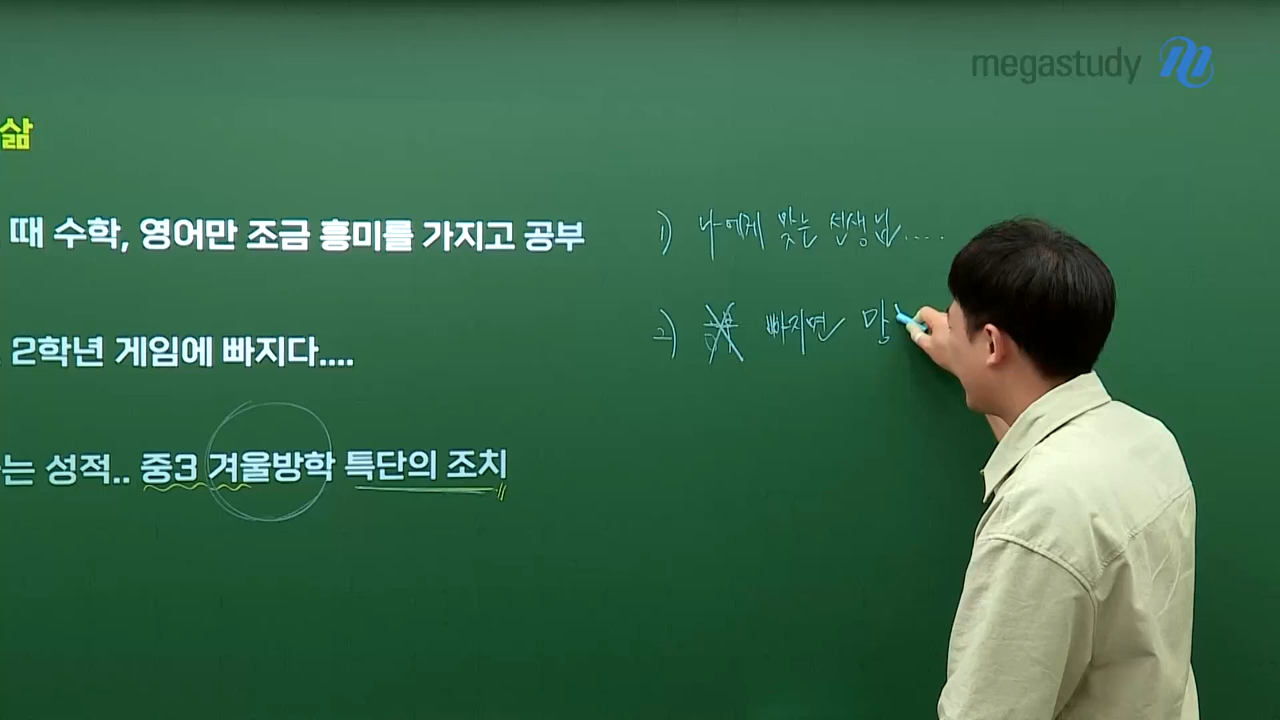 megastudy
삶
때 수학, 영어만 조금 흥미를 가지고 공부
2학년 게임에 빠지다....
는 성적.. 중3 겨울방학 특단의 조치
1) 나에게 맞는 선생님....
2) 빠지면 망